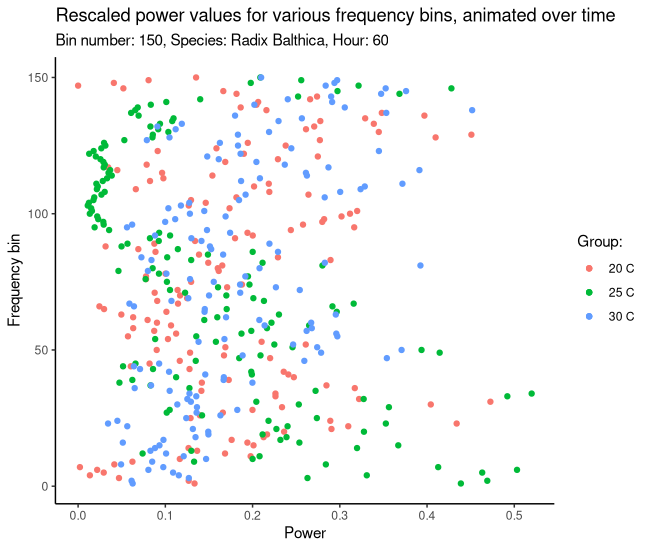 Rescaled power values for various frequency bins, animated over time
Bin number: 150, Species: Radix Balthica, Hour: 60
150
100
50
0
Frequency bin
0.0 0.1 0.2 0.3 0.4 0.5
Power
Group:
20 C
25 C
30 C